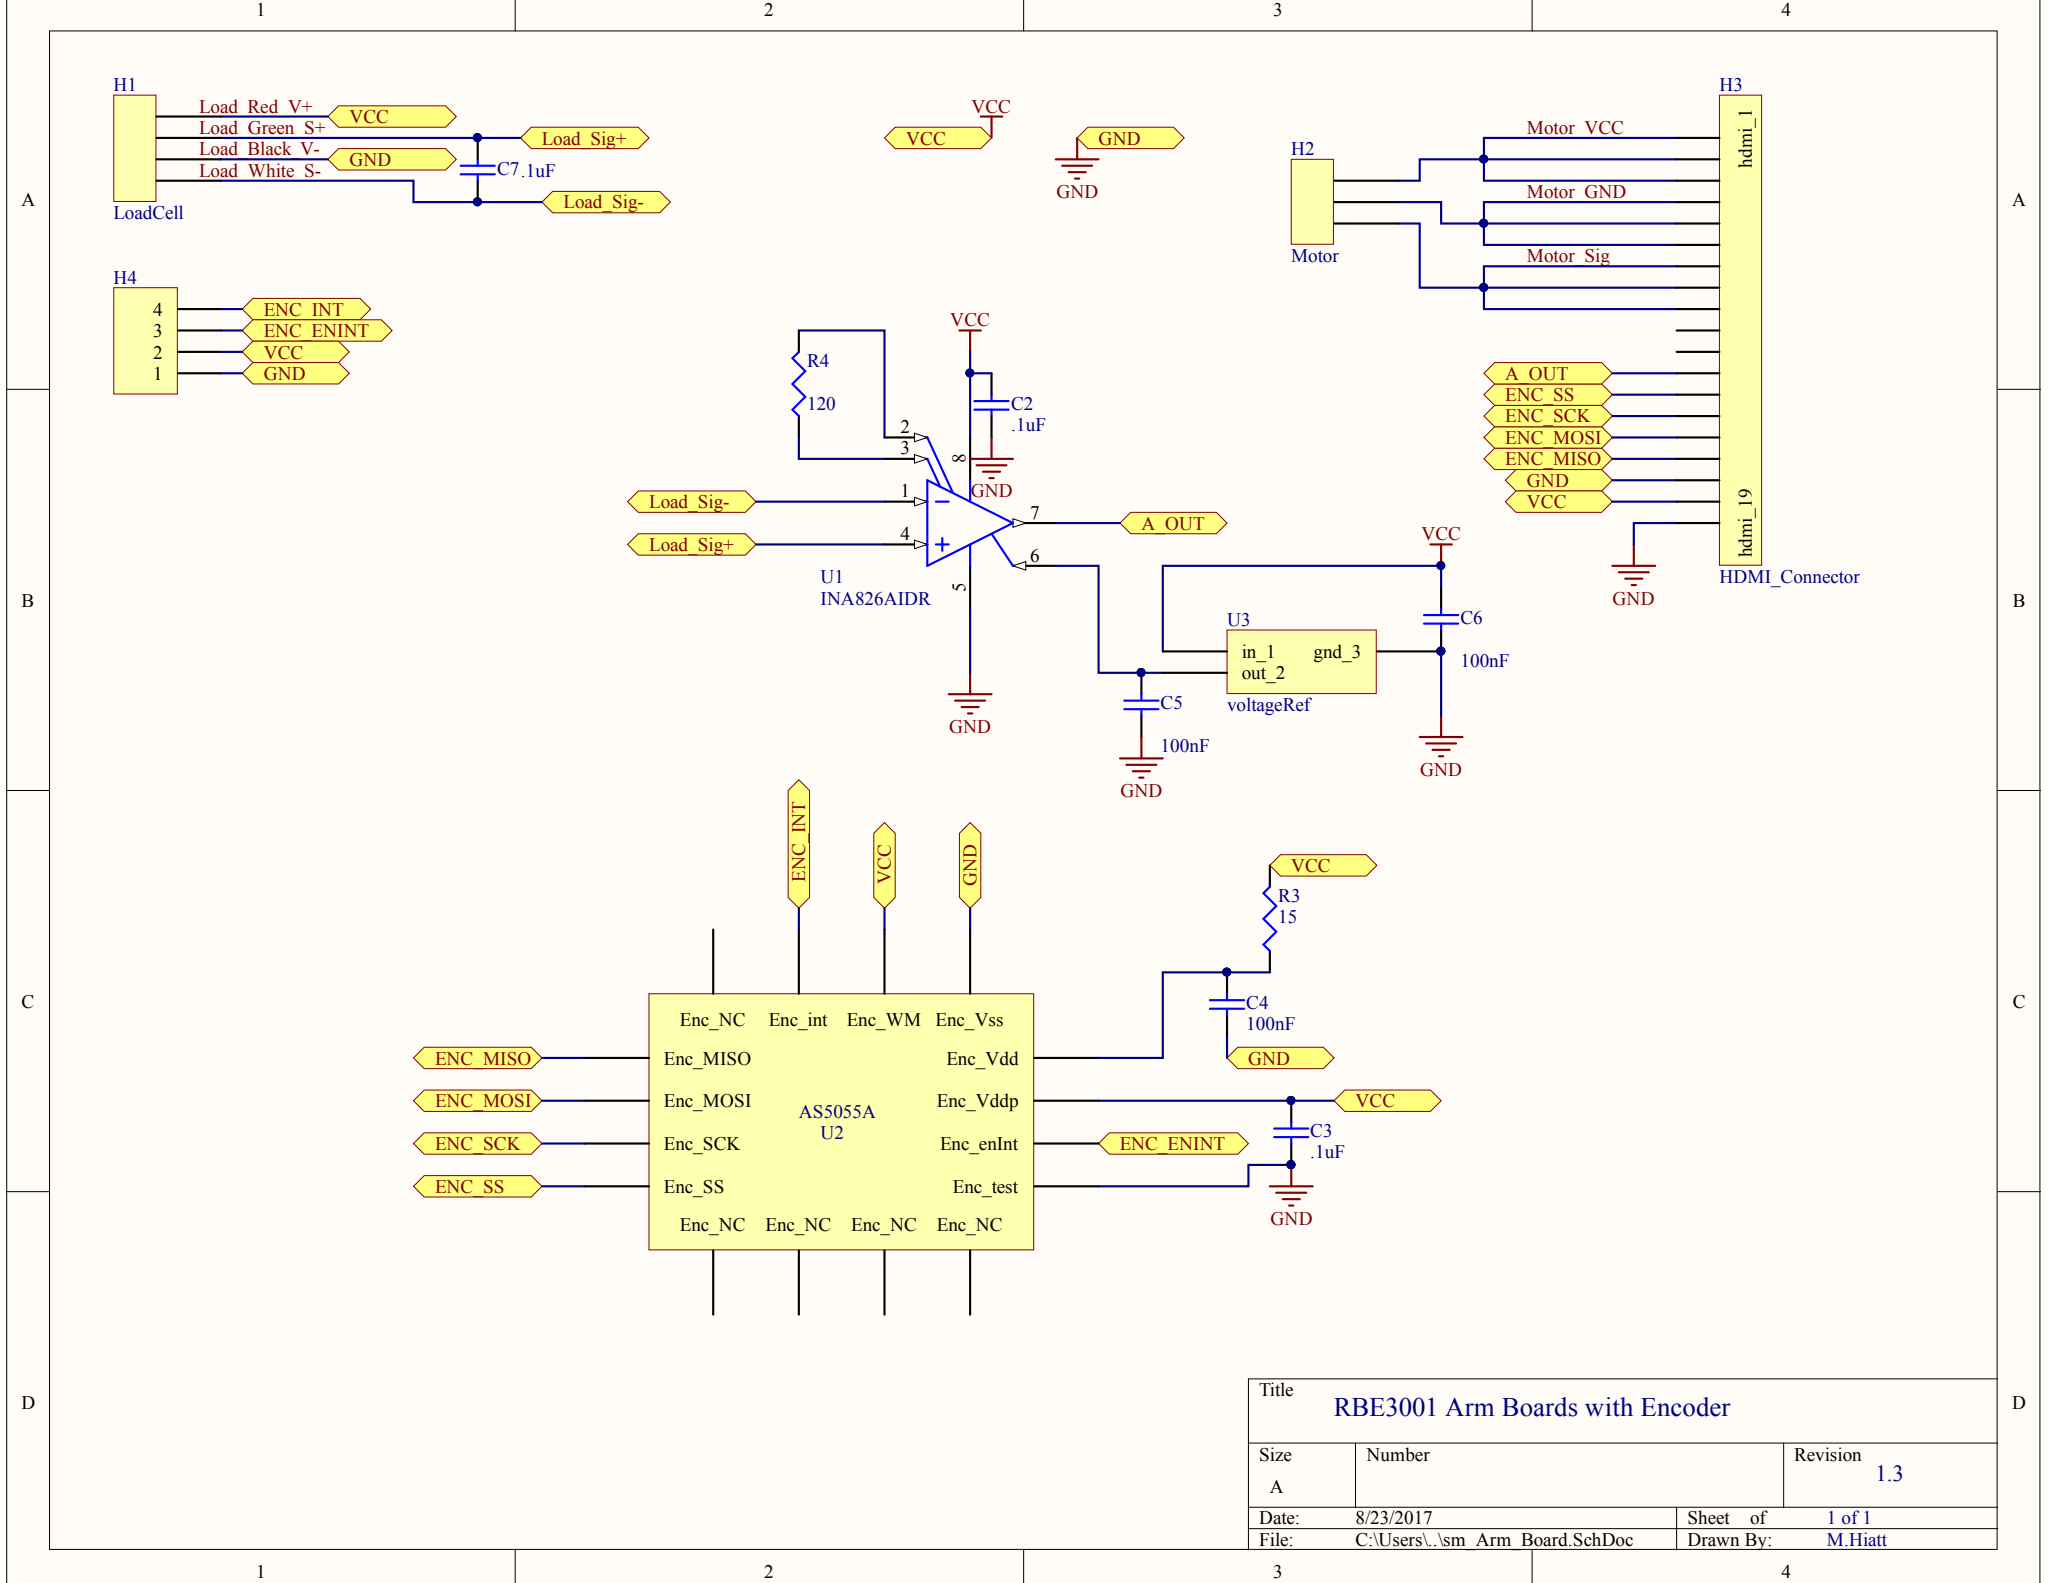 1 2 3 4
H1
Load_Red_V+ VCC
Load_Green_S+ Load_Sig+
Load_Black_V- GND
Load_White_S- Load_Sig-
C7 .1uF
LoadCell
VCC
VCC
GND
GND
H2
Motor
H3
Motor_VCC
Motor_GND
Motor_Sig
hdmi_1
A_OUT
ENC_SS
ENC_SCK
ENC_MOSI
ENC_MISO
GND
VCC
hdmi_19
GND
HDMI_Connector
A A
H4
4 ENC_INT
3 ENC_ENINT
2 VCC
1 GND
VCC
R4
120
C2
.1uF
GND
2
3
8
1
4
7
6
5
Load_Sig-
Load_Sig+
A_OUT
U1
INA826AIDR
GND
VCC
C6
100nF
U3
in_1 gnd_3
out_2
voltageRef
C5
100nF
GND
GND
B B
ENC_INT
VCC
GND
VCC
R3
15
C4
100nF
GND
Enc_NC Enc_int Enc_WM Enc_Vss
ENC_MISO Enc_MISO Enc_Vdd
ENC_MOSI Enc_MOSI Enc_Vddp VCC
AS5055A
U2
ENC_SCK Enc_SCK Enc_enInt ENC_ENINT
C3
.1uF
ENC_SS Enc_SS Enc_test
GND
Enc_NC Enc_NC Enc_NC Enc_NC
C C
D D
Title
RBE3001 Arm Boards with Encoder
Size Number Revision
A 1.3
Date: 8/23/2017 Sheet of 1 of 1
File: C:\Users\..\sm_Arm_Board.SchDoc Drawn By: M.Hiatt
1 2 3 4